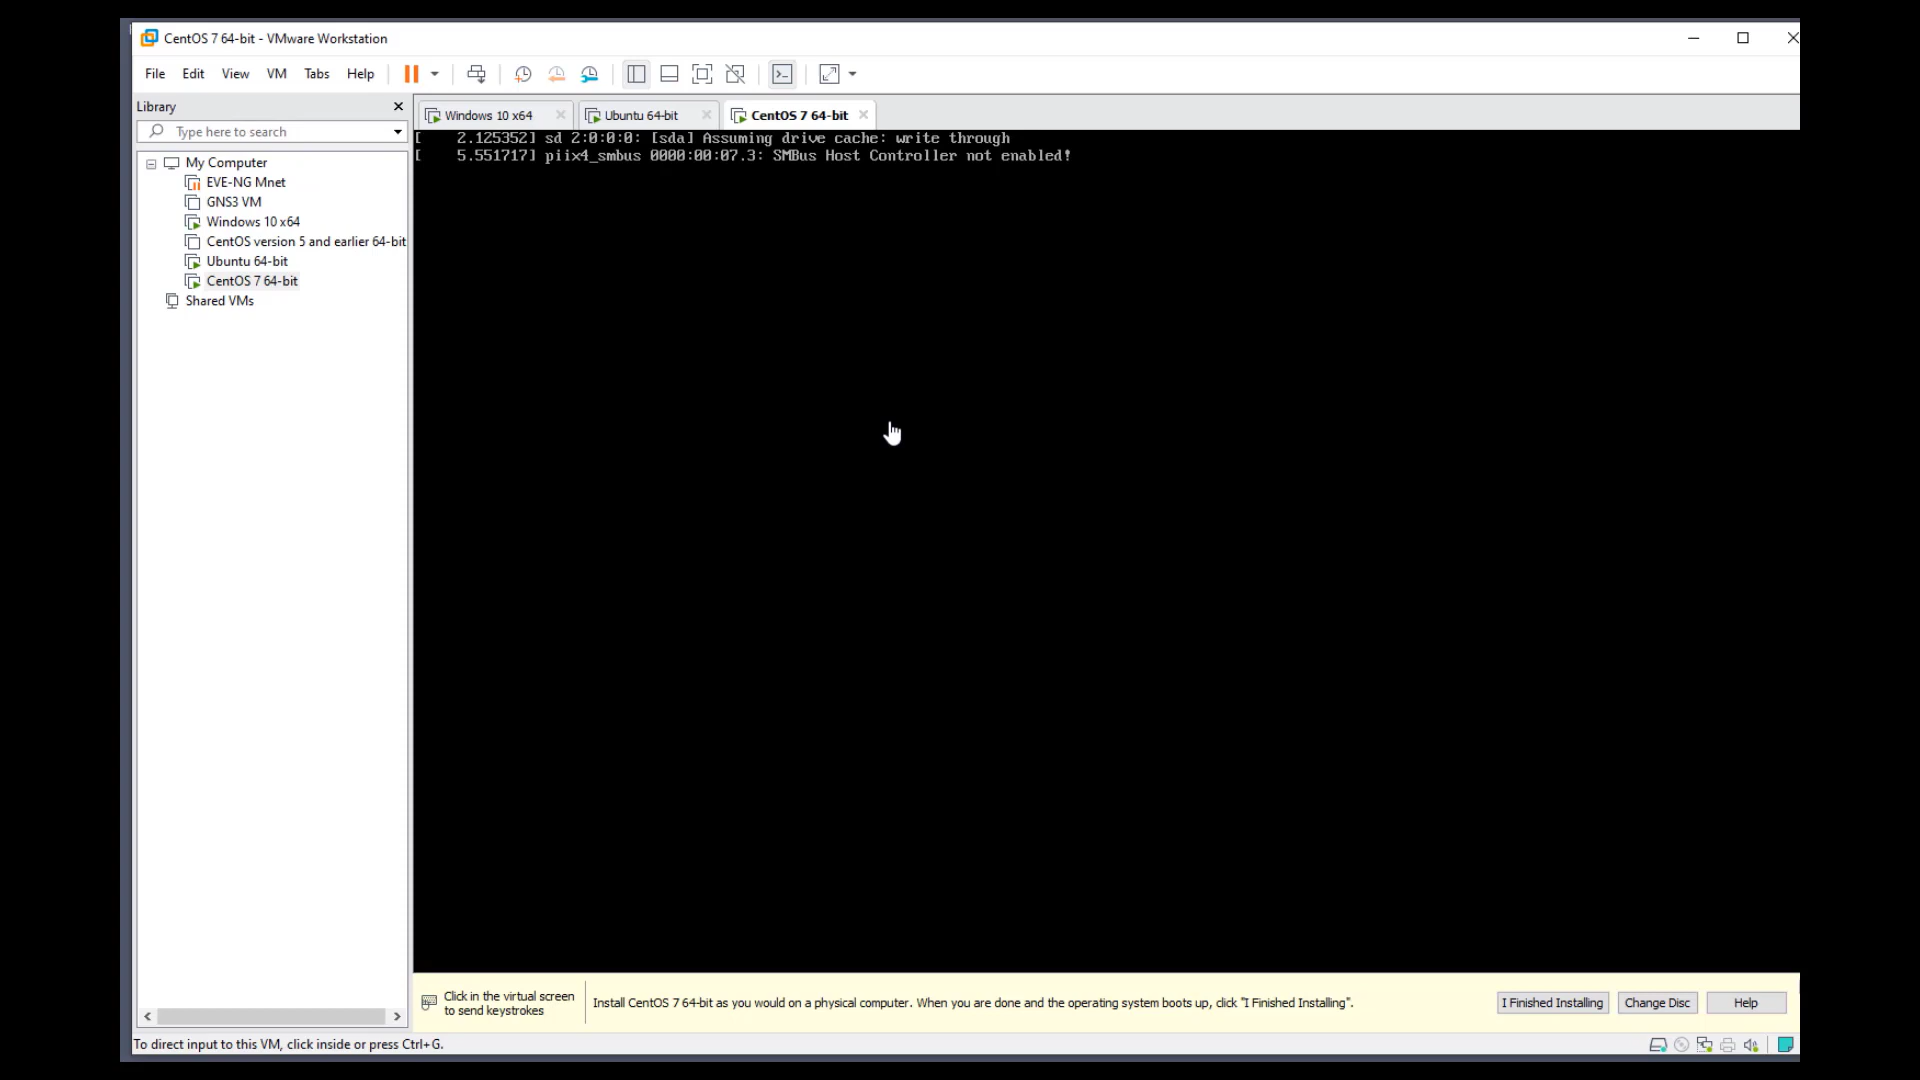 CentOS 7 64-bit - VMware Workstation
File Edit View VM Tabs Help
Library
Type here to search
My Computer
EVE-NG Mnet
GNS3 VM
Windows 10 x64
CentOS version 5 and earlier 64-bit
Ubuntu 64-bit
CentOS 7 64-bit
Shared VMs
Windows 10 x64 Ubuntu 64-bit CentOS 7 64-bit
[    2.125352] sd 2:0:0:0: [sda] Assuming drive cache: write through
[    5.551717] piix4_smbus 0000:00:07.3: SMBus Host Controller not enabled!
Click in the virtual screen
to send keystrokes
Install CentOS 7 64-bit as you would on a physical computer. When you are done and the operating system boots up, click "I Finished Installing".
I Finished Installing Change Disc Help
To direct input to this VM, click inside or press Ctrl+G.